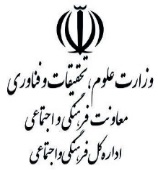 وزارت علوم، تحقیقات و فناوری
معاونت فرهنگی و اجتماعی
اداره کل فرهنگی و اجتماعی